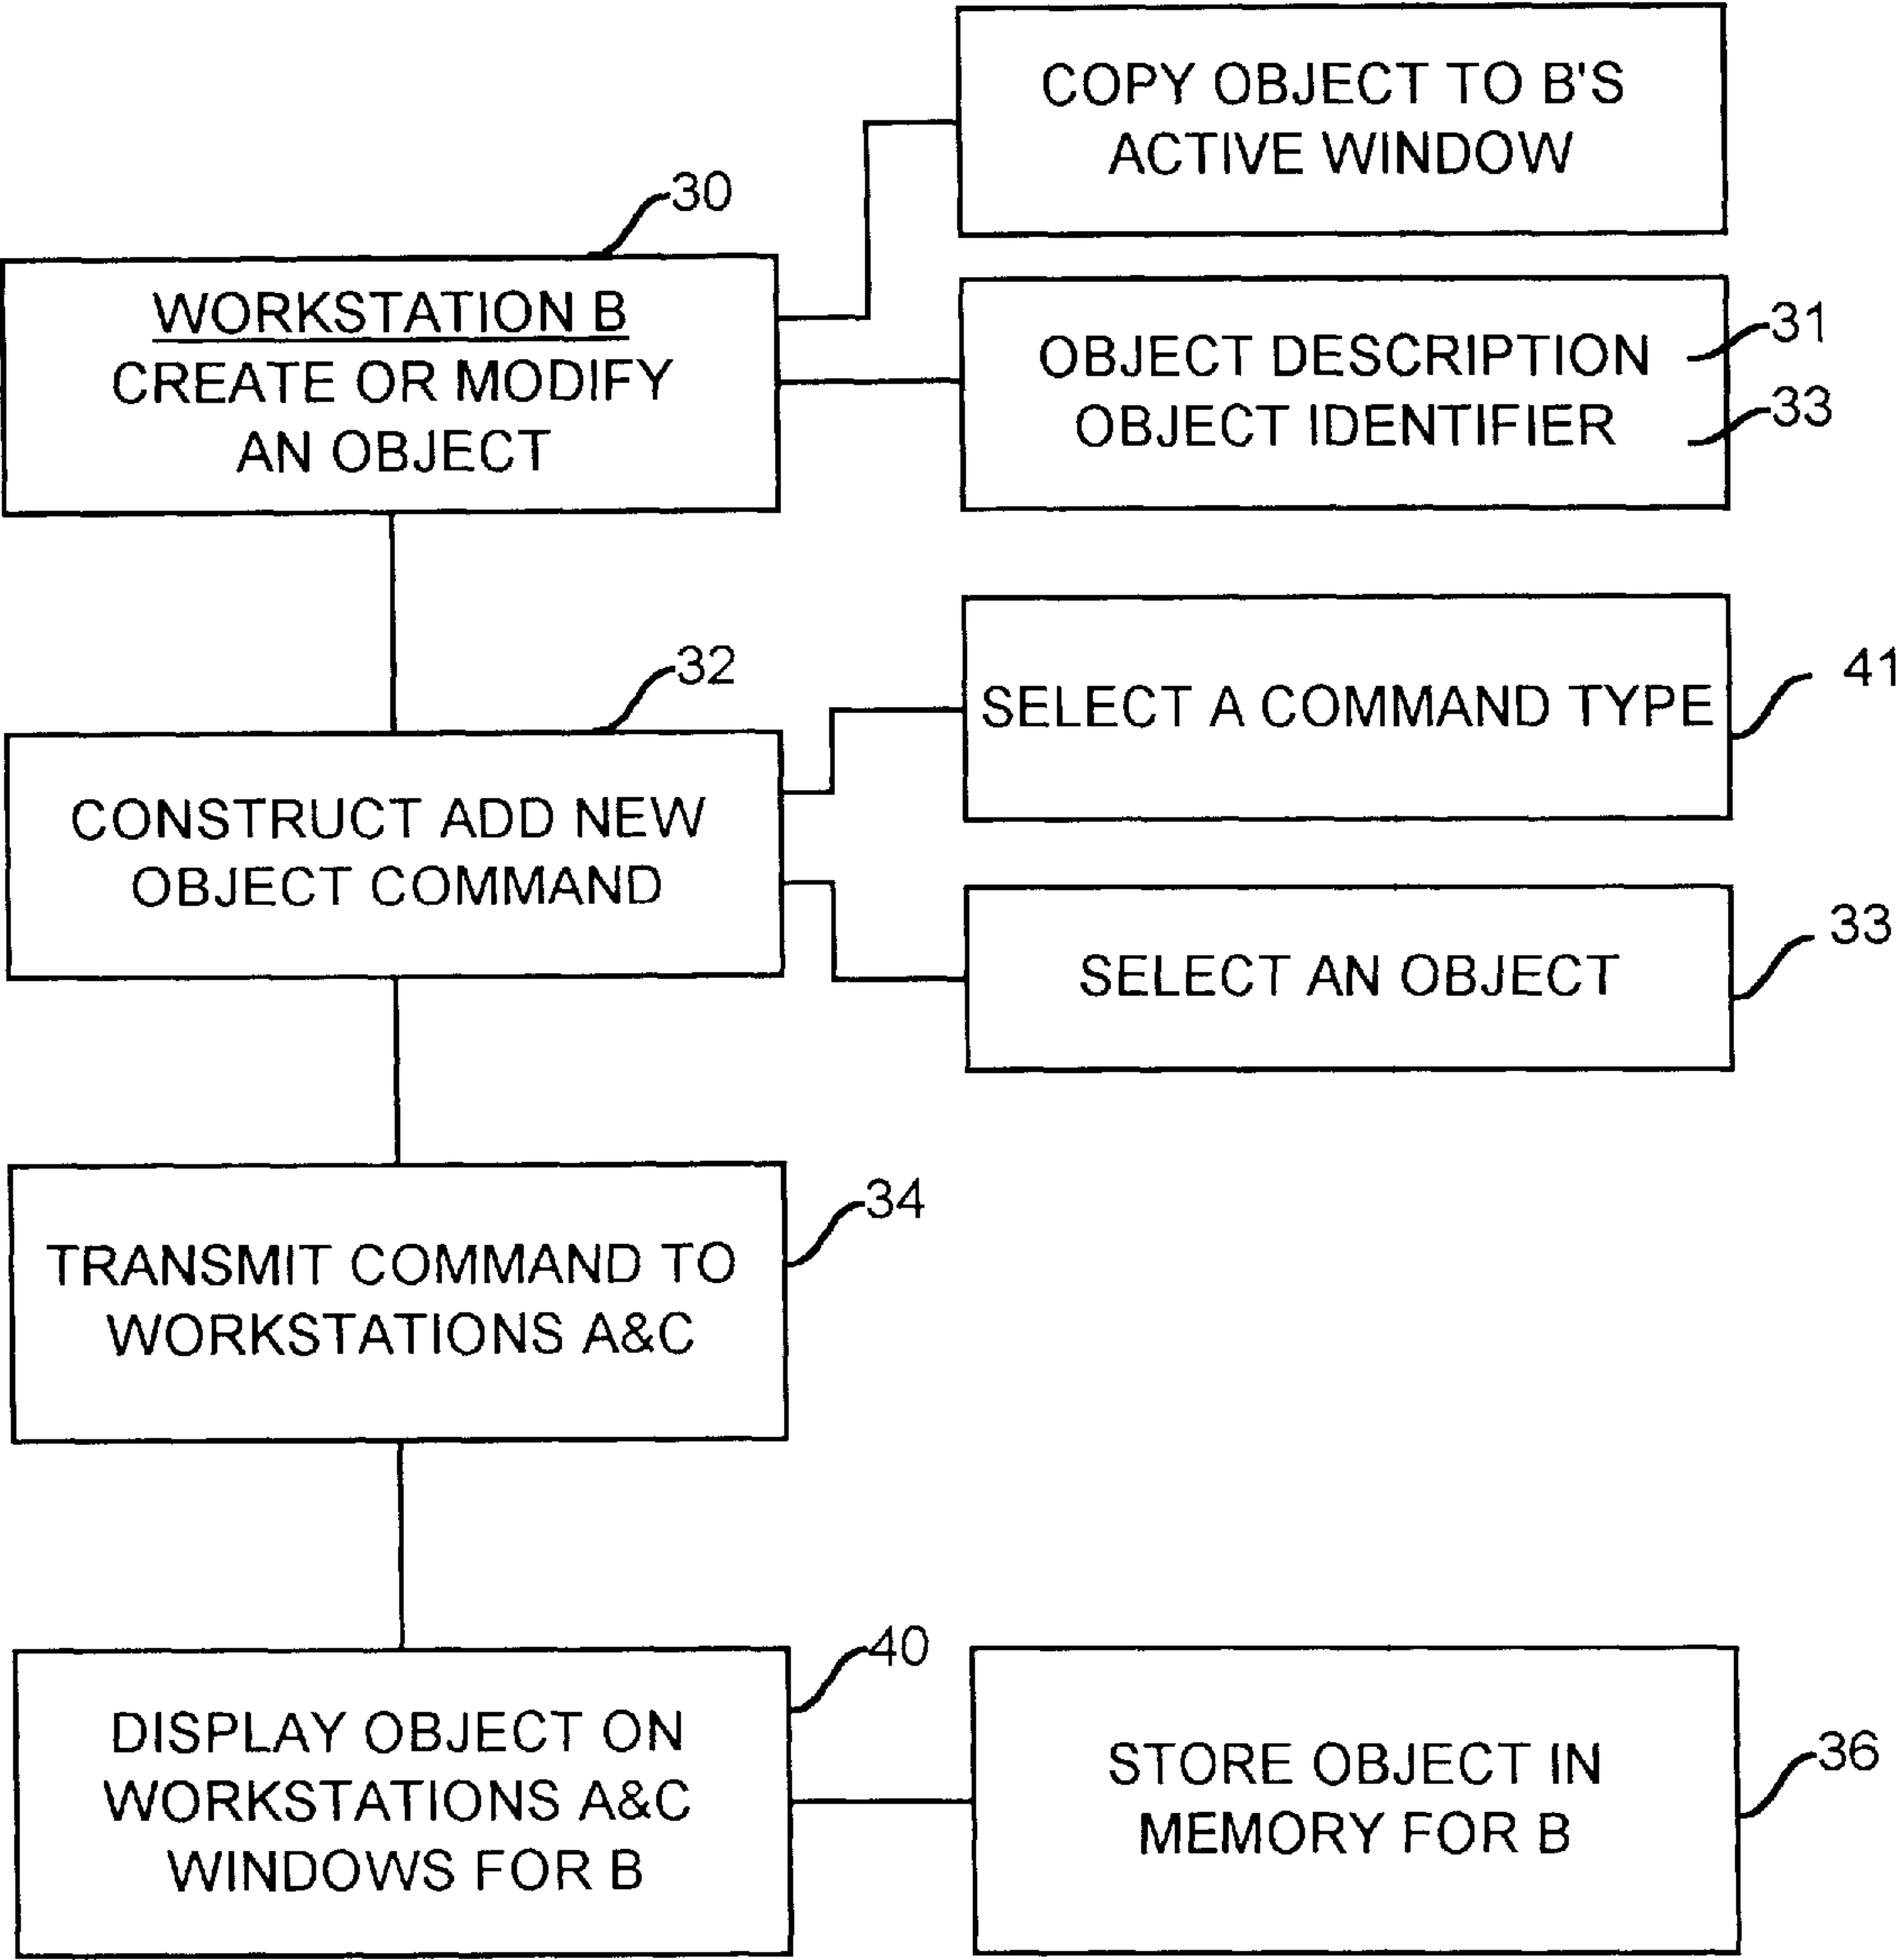 COPY OBJECT TO B'S
ACTIVE WINDOW
30
WORKSTATION B
CREATE OR MODIFY
AN OBJECT
OBJECT DESCRIPTION
31
OBJECT IDENTIFIER
33
32
CONSTRUCT ADD NEW
OBJECT COMMAND
SELECT A COMMAND TYPE
41
SELECT AN OBJECT
33
34
TRANSMIT COMMAND TO
WORKSTATIONS A&C
40
DISPLAY OBJECT ON
WORKSTATIONS A&C
WINDOWS FOR B
STORE OBJECT IN
MEMORY FOR B
36